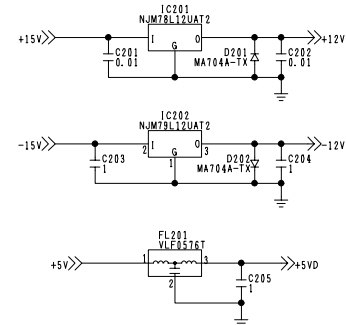 IC201
NJM78L12UAT2
+15V
I
O
G
+12V
C201
0.01
D201
MA704A-TX
C202
0.01
IC202
NJM79L12UAT2
-15V
2
I
O
3
G
1
-12V
C203
1
D202
MA704A-TX
C204
1
FL201
VLF0576T
+5V
1
3
2
+5VD
C205
1